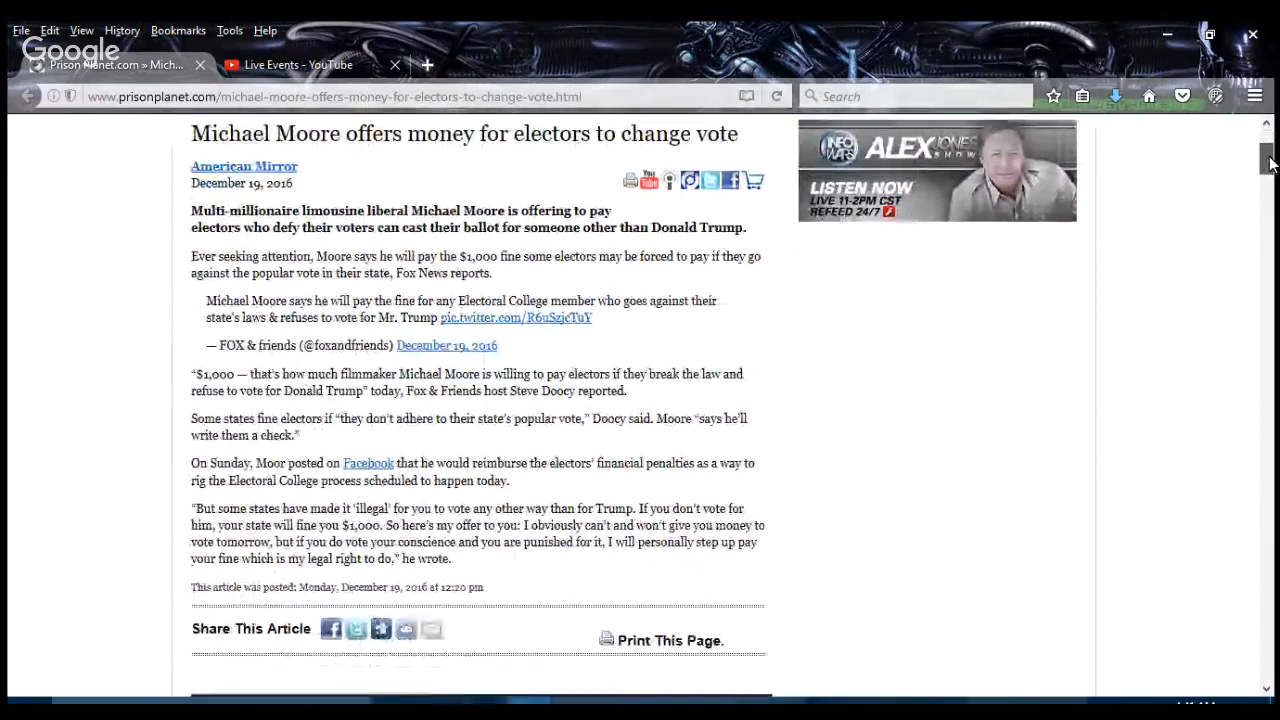 File Edit View History Bookmarks Tools Help
Google
Prison Planet.com » Mich... Live Events - YouTube
www.prisonplanet.com/michael-moore-offers-money-for-electors-to-change-vote.html Search
Michael Moore offers money for electors to change vote
American Mirror
December 19, 2016
You Tube
Multi-millionaire limousine liberal Michael Moore is offering to pay
electors who defy their voters can cast their ballot for someone other than Donald Trump.
Ever seeking attention, Moore says he will pay the $1,000 fine some electors may be forced to pay if they go
against the popular vote in their state, Fox News reports.
Michael Moore says he will pay the fine for any Electoral College member who goes against their
state's laws & refuses to vote for Mr. Trump pic.twitter.com/R6uSzjcTuY
— FOX & friends (@foxandfriends) December 19, 2016
“$1,000 — that’s how much filmmaker Michael Moore is willing to pay electors if they break the law and
refuse to vote for Donald Trump” today, Fox & Friends host Steve Doocy reported.
Some states fine electors if “they don’t adhere to their state’s popular vote,” Doocy said. Moore “says he’ll
write them a check.”
On Sunday, Moor posted on Facebook that he would reimburse the electors’ financial penalties as a way to
rig the Electoral College process scheduled to happen today.
“But some states have made it ‘illegal’ for you to vote any other way than for Trump. If you don’t vote for
him, your state will fine you $1,000. So here’s my offer to you: I obviously can’t and won’t give you money to
vote tomorrow, but if you do vote your conscience and you are punished for it, I will personally step up pay
your fine which is my legal right to do.” he wrote.
This article was posted: Monday, December 19, 2016 at 12:20 pm
Share This Article
Print This Page.
INFO WARS ALEX JONES SHOW
LISTEN NOW
LIVE 11-2PM CST
REFEED 24/7